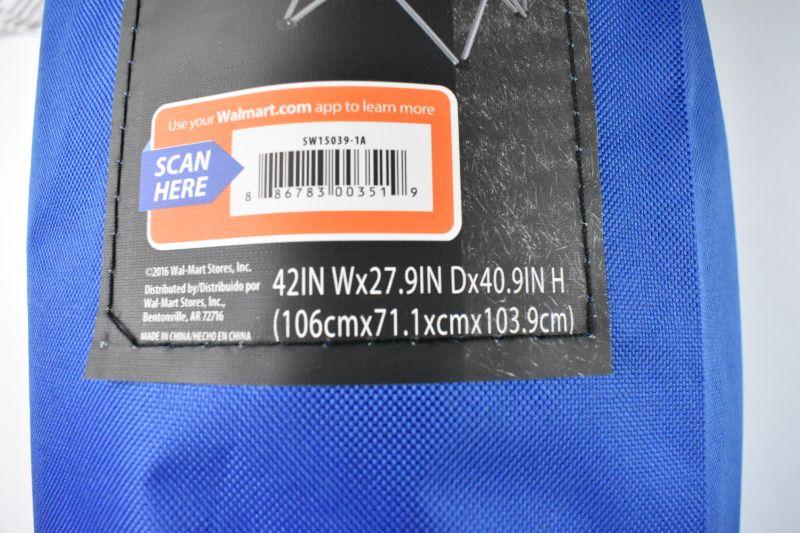 Use your Walmart.com app to learn more
SW15039-1A
SCAN
HERE
8 86783 00351 9
©2016 Wal-Mart Stores, Inc.
Distributed by/Distribuido por
Wal-Mart Stores, Inc.,
Bentonville, AR 72716
MADE IN CHINA/HECHO EN CHINA
42IN Wx27.9IN Dx40.9IN H
(106cmx71.1xcmx103.9cm)